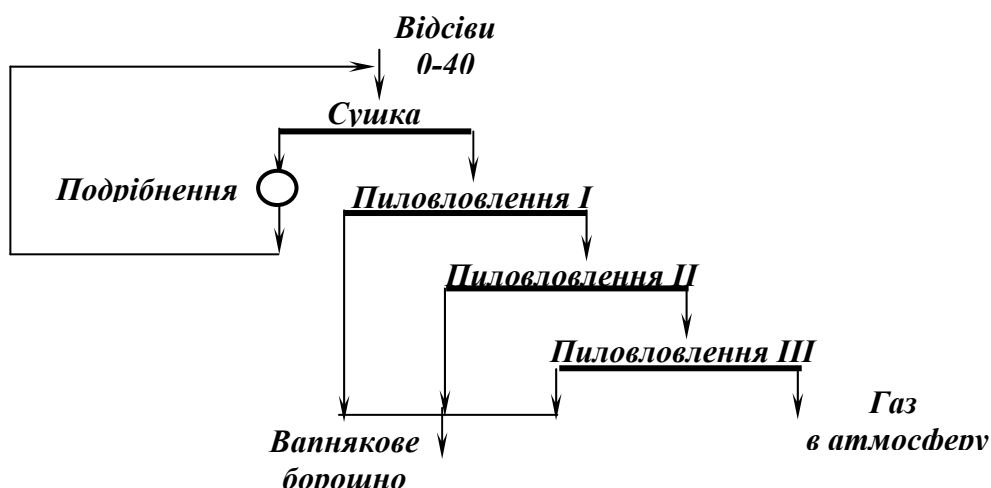 Відсіви
0-40
Сушка
Подрібнення
Пиловловлення I
Пиловловлення II
Пиловловлення III
Газ
в атмосферу
Вапнякове
борошно